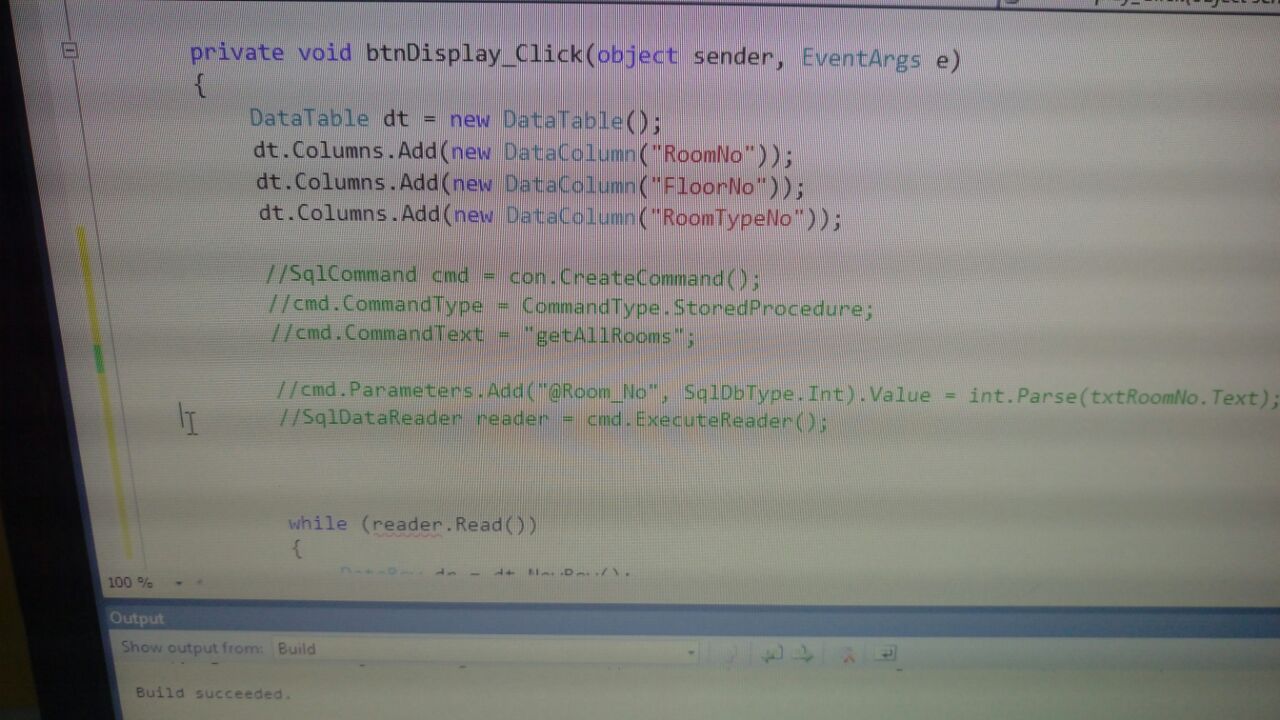 private void btnDisplay_Click(object sender, EventArgs e)
{
DataTable dt = new DataTable();
dt.Columns.Add(new DataColumn("RoomNo"));
dt.Columns.Add(new DataColumn("FloorNo"));
dt.Columns.Add(new DataColumn("RoomTypeNo"));
//SqlCommand cmd = con.CreateCommand();
//cmd.CommandType = CommandType.StoredProcedure;
//cmd.CommandText = "getAllRooms";
//cmd.Parameters.Add("@Room_No", SqlDbType.Int).Value = int.Parse(txtRoomNo.Text);
//SqlDataReader reader = cmd.ExecuteReader();
while (reader.Read())
{
100 %
Output
Show output from: Build
Build succeeded.